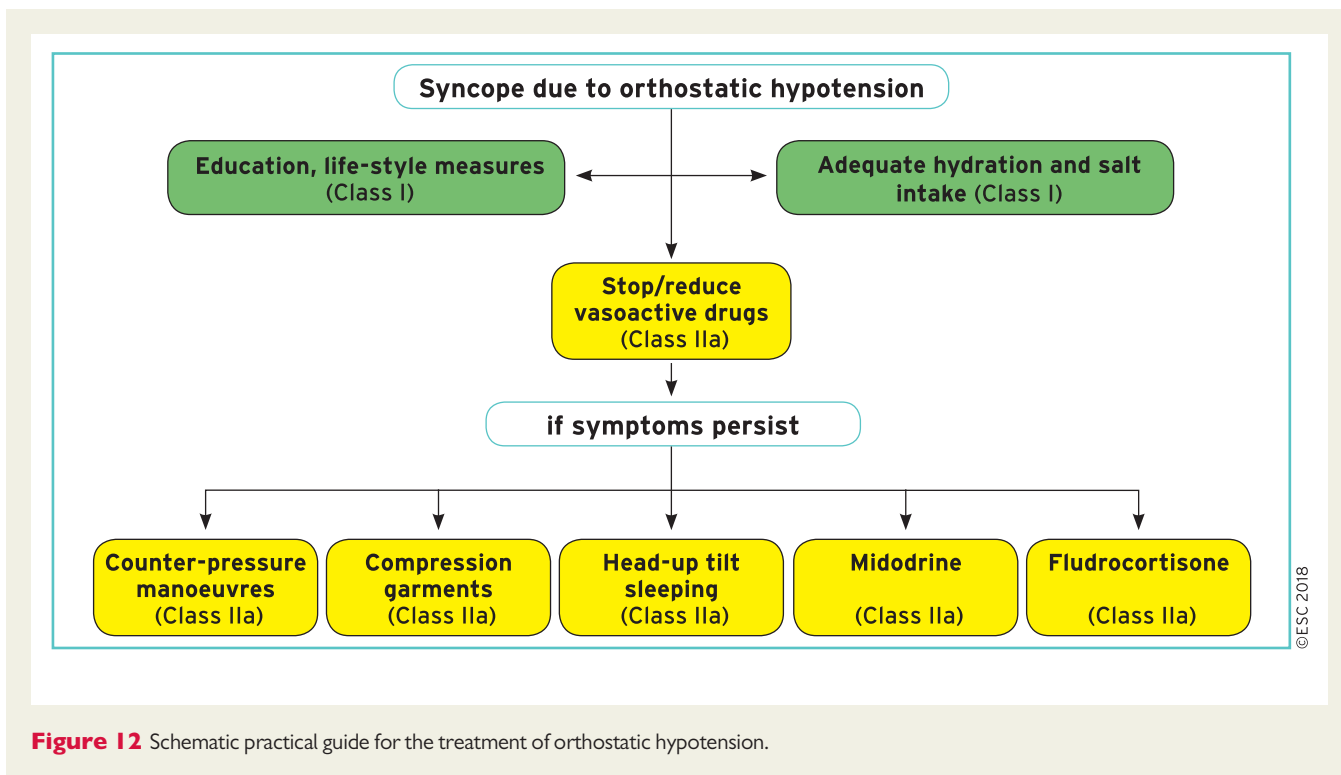 Syncope due to orthostatic hypotension
Education, life-style measures
(Class I)
Adequate hydration and salt
intake (Class I)
Stop/reduce
vasoactive drugs
(Class IIa)
if symptoms persist
Counter-pressure
manoeuvres
(Class IIa)
Compression
garments
(Class IIa)
Head-up tilt
sleeping
(Class IIa)
Midodrine
(Class IIa)
Fludrocortisone
(Class IIa)
©ESC 2018
Figure 12 Schematic practical guide for the treatment of orthostatic hypotension.